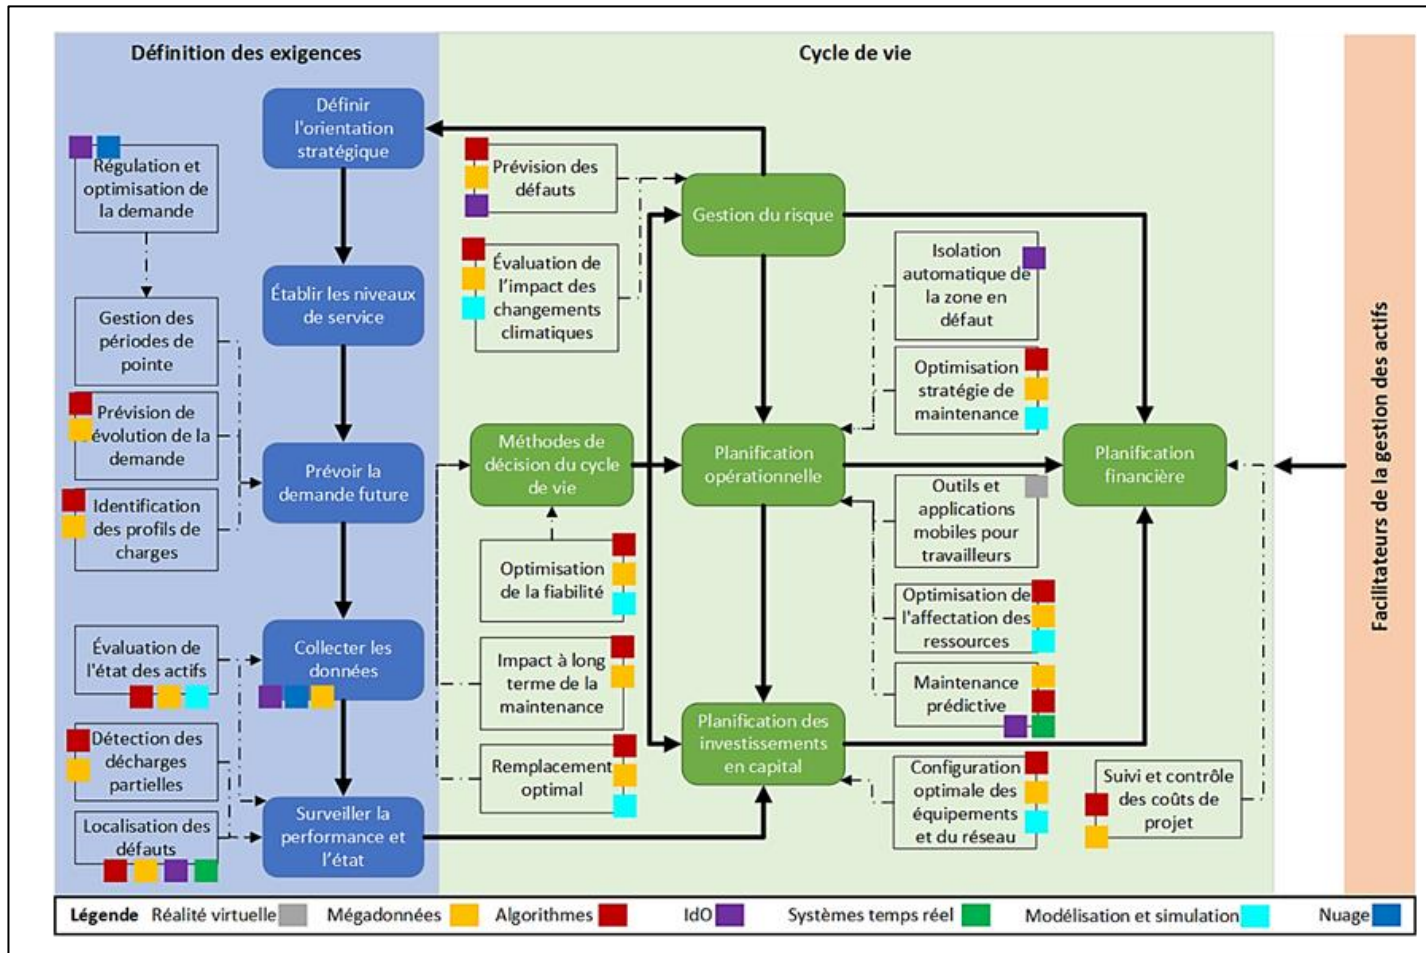 Définition des exigences
Cycle de vie
Définir
l'orientation
stratégique
Régulation et
optimisation de
la demande
Établir les niveaux
de service
Gestion des
périodes de
pointe
Prévision de
évolution de la
demande
Prévoir la
demande future
Identification
des profils de
charges
Évaluation de
l'état des actifs
Collecter les
données
Détection des
décharges
partielles
Localisation des
défauts
Surveiller la
performance et
l'état
Prévision des
défauts
Gestion du risque
Évaluation de
l'impact des
changements
climatiques
Isolation
automatique de
la zone en
défaut
Optimisation
stratégie de
maintenance
Méthodes de
décision du cycle
de vie
Planification
opérationnelle
Planification
financière
Outils et
applications
mobiles pour
travailleurs
Optimisation
de la fiabilité
Optimisation de
l'affectation des
ressources
Impact à long
terme de la
maintenance
Maintenance
prédictive
Planification des
investissements
en capital
Remplacement
optimal
Configuration
optimale des
équipements
et du réseau
Suivi et contrôle
des coûts de
projet
Facilitateurs de la gestion des actifs
Légende Réalité virtuelle Mégadonnées Algorithmes IdO Systèmes temps réel Modélisation et simulation Nuage